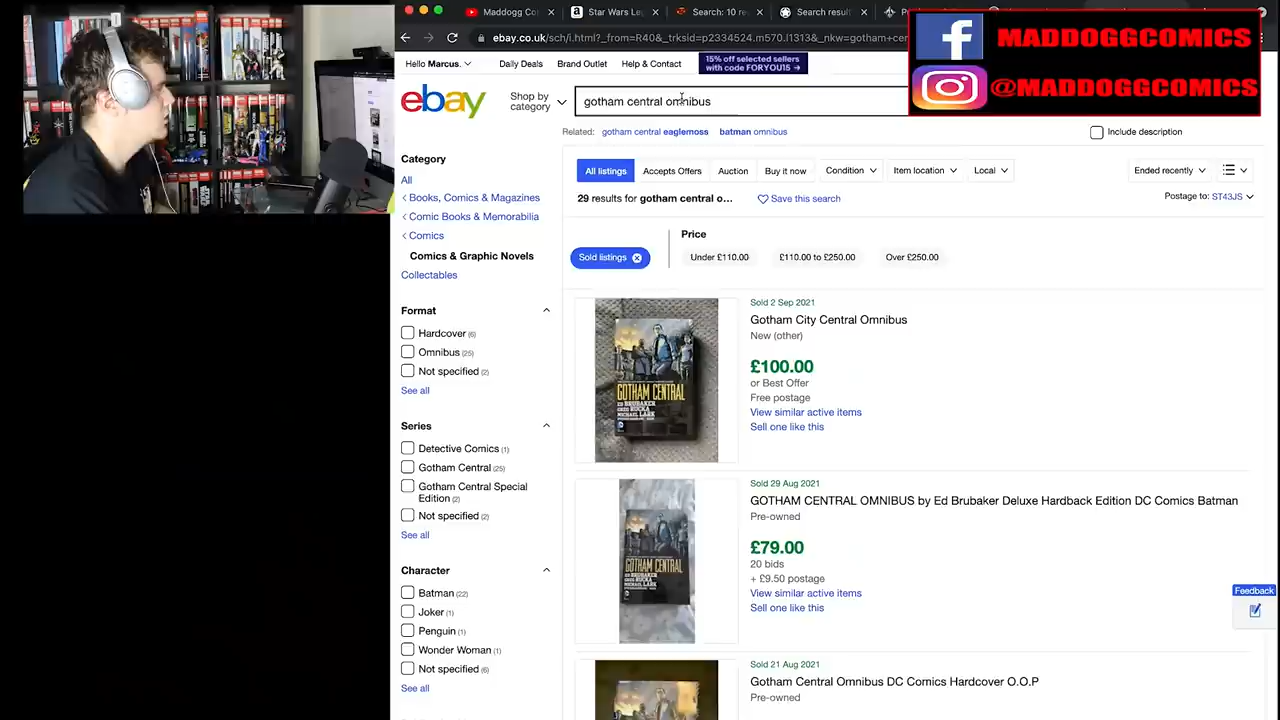 Maddogg Co
Star Wars L
Search: 10 r
Search result
ebay.co.uk/sch/i.html?_from=R40&_trksid=p2334524.m570.l1313&_nkw=gotham+cer
MADDOGGCOMICS
@MADDOGGCOMICS
Hello Marcus.
Daily Deals
Brand Outlet
Help & Contact
15% off selected sellers
with code FORYOU15 →
ebay
Shop by
category
gotham central omnibus
Related: gotham central eaglemoss batman omnibus
Include description
Category
All
Books, Comics & Magazines
Comic Books & Memorabilia
Comics
Comics & Graphic Novels
Collectables
All listings
Accepts Offers
Auction
Buy it now
Condition
Item location
Local
Ended recently
29 results for gotham central o...
Save this search
Postage to: ST43JS
Price
Sold listings
Under £110.00
£110.00 to £250.00
Over £250.00
Format
Hardcover (6)
Omnibus (25)
Not specified (2)
See all
Series
Detective Comics (1)
Gotham Central (25)
Gotham Central Special
Edition (2)
Not specified (2)
See all
Character
Batman (22)
Joker (1)
Penguin (1)
Wonder Woman (1)
Not specified (6)
See all
GOTHAM CENTRAL
ED BRUBAKER
GREG RUCKA
MICHAEL LARK
Sold 2 Sep 2021
Gotham City Central Omnibus
New (other)
£100.00
or Best Offer
Free postage
View similar active items
Sell one like this
GOTHAM CENTRAL
Sold 29 Aug 2021
GOTHAM CENTRAL OMNIBUS by Ed Brubaker Deluxe Hardback Edition DC Comics Batman
Pre-owned
£79.00
20 bids
+ £9.50 postage
View similar active items
Sell one like this
Feedback
Sold 21 Aug 2021
Gotham Central Omnibus DC Comics Hardcover O.O.P
Pre-owned